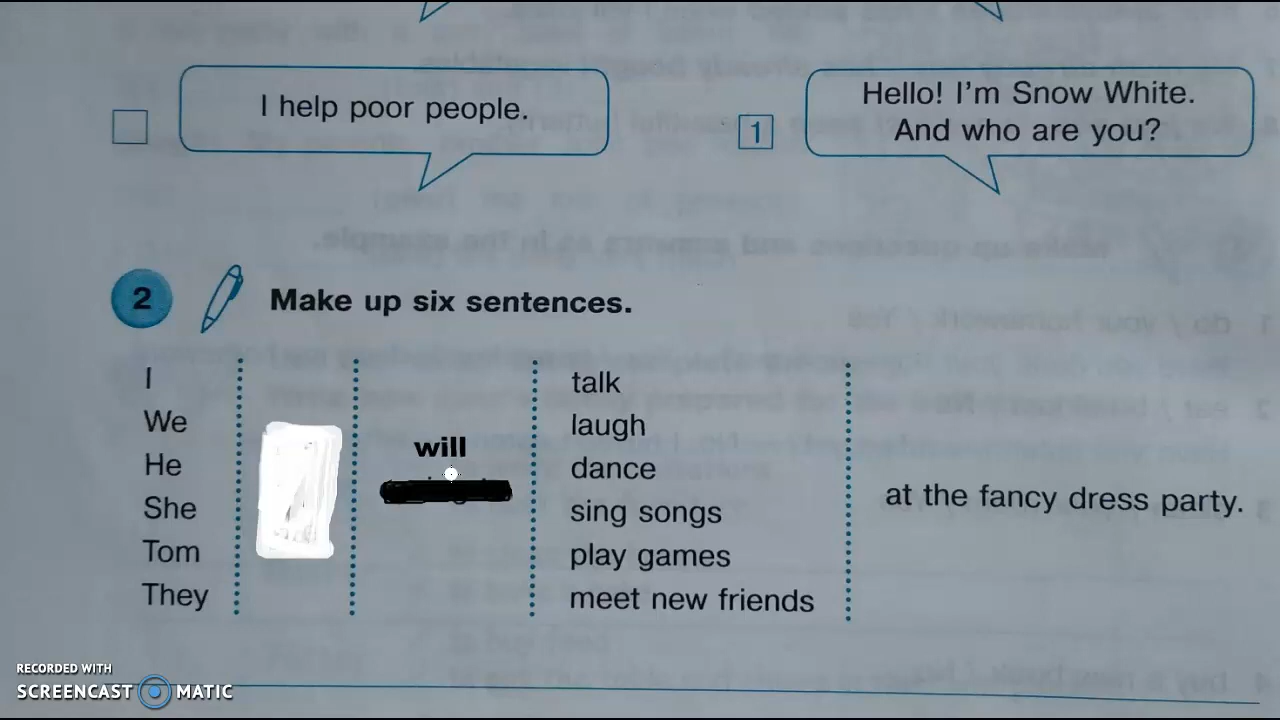 I help poor people.
1
Hello! I'm Snow White.
And who are you?
2
Make up six sentences.
I
We
He
She
Tom
They
will
talk
laugh
dance
sing songs
play games
meet new friends
at the fancy dress party.
RECORDED WITH
SCREENCAST MATIC